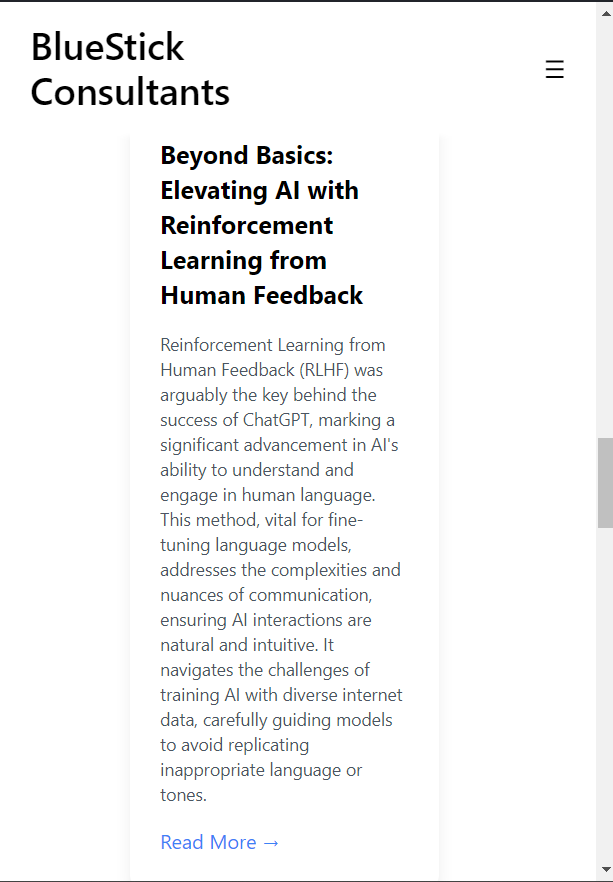 BlueStick
Consultants
☰
Beyond Basics:
Elevating AI with
Reinforcement
Learning from
Human Feedback
Reinforcement Learning from
Human Feedback (RLHF) was
arguably the key behind the
success of ChatGPT, marking a
significant advancement in AI's
ability to understand and
engage in human language.
This method, vital for fine-
tuning language models,
addresses the complexities and
nuances of communication,
ensuring AI interactions are
natural and intuitive. It
navigates the challenges of
training AI with diverse internet
data, carefully guiding models
to avoid replicating
inappropriate language or
tones.
Read More →